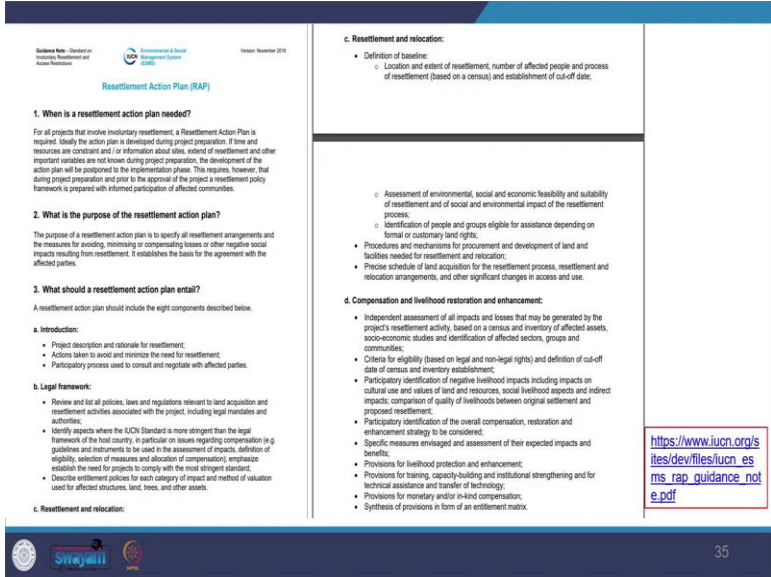 Guidance Note – Standard on
Involuntary Resettlement and
Access Restrictions
IUCN
Environmental & Social
Management System
(ESMS)
Version: November 2016
Resettlement Action Plan (RAP)
1. When is a resettlement action plan needed?
For all projects that involve involuntary resettlement, a Resettlement Action Plan is
required. Ideally the action plan is developed during project preparation. If time and
resources are constraint and / or information about sites, extend of resettlement and other
important variables are not known during project preparation, the development of the
action plan will be postponed to the implementation phase. This requires, however, that
during preparation and prior to the approval of the project a resettlement policy
framework is prepared with informed participation of affected communities.
2. What is the purpose of the resettlement action plan?
The purpose of a resettlement action plan is to specify all resettlement arrangements and
the measures for avoiding, minimising or compensating losses or other negative social
impacts resulting from resettlement. It establishes the basis for the agreement with the
affected parties.
3. What should a resettlement action plan entail?
A resettlement action plan should include the eight components described below.
a. Introduction:
• Project description and rationale for resettlement;
• Actions taken to avoid and minimize the need for resettlement;
• Participatory process used to consult and negotiate with affected parties.
b. Legal framework:
• Review and list all policies, laws and regulations relevant to land acquisition and
resettlement activities associated with the project, including legal mandates and
authorities;
• Identify aspects where the IUCN Standard is more stringent than the legal
framework of the host country, in particular on issues regarding compensation (e.g.
guidelines and instruments to be used in the assessment of impacts, definition of
eligibility, selection of measures and allocation of compensation); emphasize
establish the need for projects to comply with the most stringent standard;
• Describe entitlement policies for each category of impact and method of valuation
used for affected structures, land, trees, and other assets.
c. Resettlement and relocation:
c. Resettlement and relocation:
• Definition of baseline:
o Location and extent of resettlement, number of affected people and process
of resettlement (based on a census) and establishment of cut-off date;
o Assessment of environmental, social and economic feasibility and suitability
of resettlement and of social and environmental impact of the resettlement
process;
o Identification of people and groups eligible for assistance depending on
formal or customary land rights;
• Procedures and mechanisms for procurement and development of land and
facilities needed for resettlement and relocation;
• Precise schedule of land acquisition for the resettlement process, resettlement and
relocation arrangements, and other significant changes in access and use.
d. Compensation and livelihood restoration and enhancement:
• Independent assessment of all impacts and losses that may be generated by the
project's resettlement activity, based on a census and inventory of affected assets,
socio-economic studies and identification of affected sectors, groups and
communities;
• Criteria for eligibility (based on legal and non-legal rights) and definition of cut-off
date of census and inventory establishment;
• Participatory identification of negative livelihood impacts including impacts on
cultural use and values of land and resources, social livelihood aspects and indirect
impacts; comparison of quality of livelihoods between original settlement and
proposed resettlement;
• Participatory identification of the overall compensation, restoration and
enhancement strategy to be considered;
• Specific measures envisaged and assessment of their expected impacts and
benefits;
• Provisions for livelihood protection and enhancement;
• Provisions for training, capacity-building and institutional strengthening and for
technical assistance and transfer of technology;
• Provisions for monetary and/or in-kind compensation;
• Synthesis of provisions in form of an entitlement matrix.
https://www.iucn.org/s
ites/dev/files/iucn_es
ms_rap_guidance_not
e.pdf
swayam
35